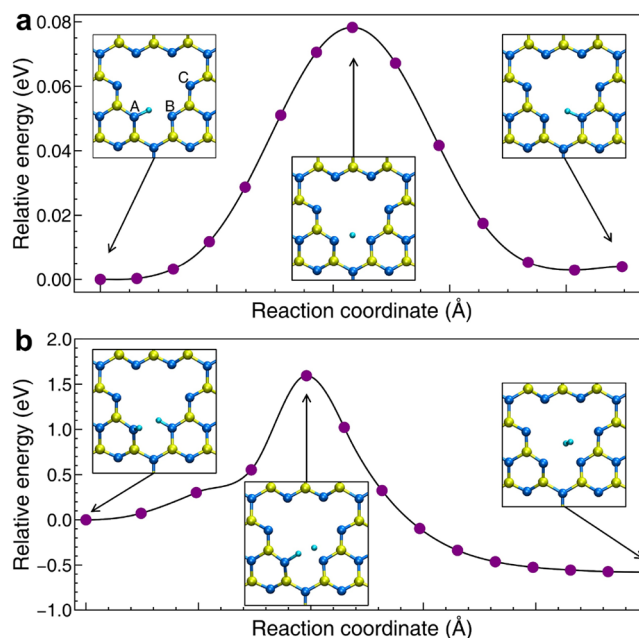 a
0.08
0.06
0.04
0.02
0.00
Relative energy (eV)
A
B
C
Reaction coordinate (Å)
b
2.0
1.5
1.0
0.5
0.0
−0.5
−1.0
Relative energy (eV)
Reaction coordinate (Å)